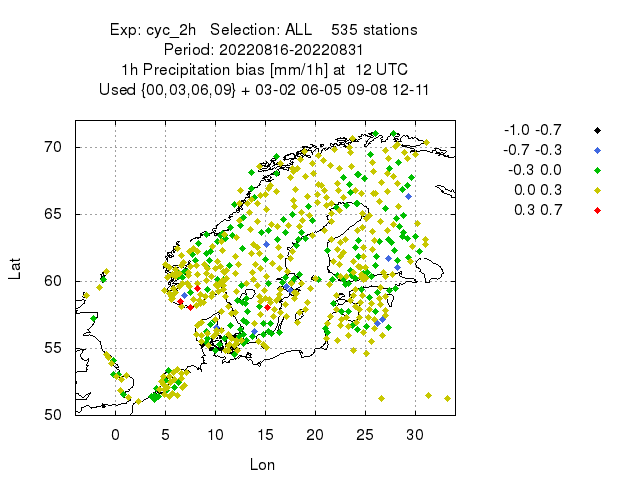 Exp: cyc_2h   Selection: ALL    535 stations
Period: 20220816-20220831
1h Precipitation bias [mm/1h] at  12 UTC
Used {00,03,06,09} + 03-02 06-05 09-08 12-11
-1.0 -0.7
-0.7 -0.3
-0.3 0.0
0.0 0.3
0.3 0.7
Lat
70
65
60
55
50
0 5 10 15 20 25 30
Lon